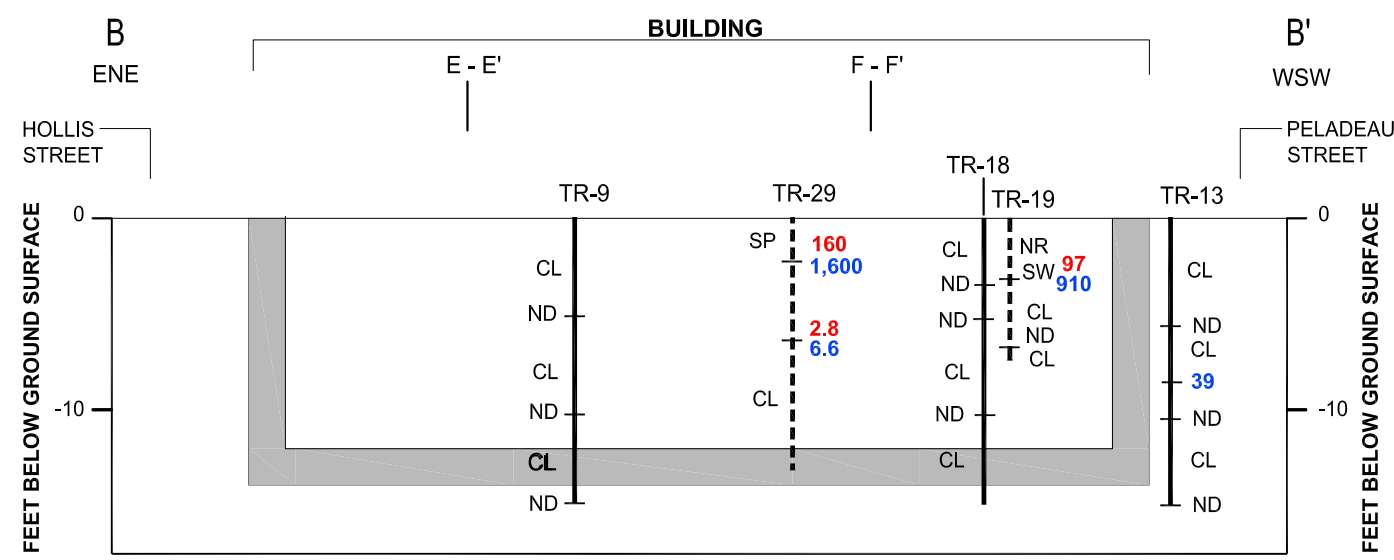 B
BUILDING
B'
ENE
E - E'
F - F'
WSW
HOLLIS
STREET
PELADEAU
STREET
TR-9
TR-29
TR-18
TR-19
TR-13
FEET BELOW GROUND SURFACE
0
-10
CL
ND
CL
ND
CL
ND
SP
160
1,600
2.8
6.6
CL
CL
ND
ND
CL
ND
CL
NR
SW
97
910
CL
ND
CL
CL
ND
CL
39
ND
CL
ND
0
-10
FEET BELOW GROUND SURFACE